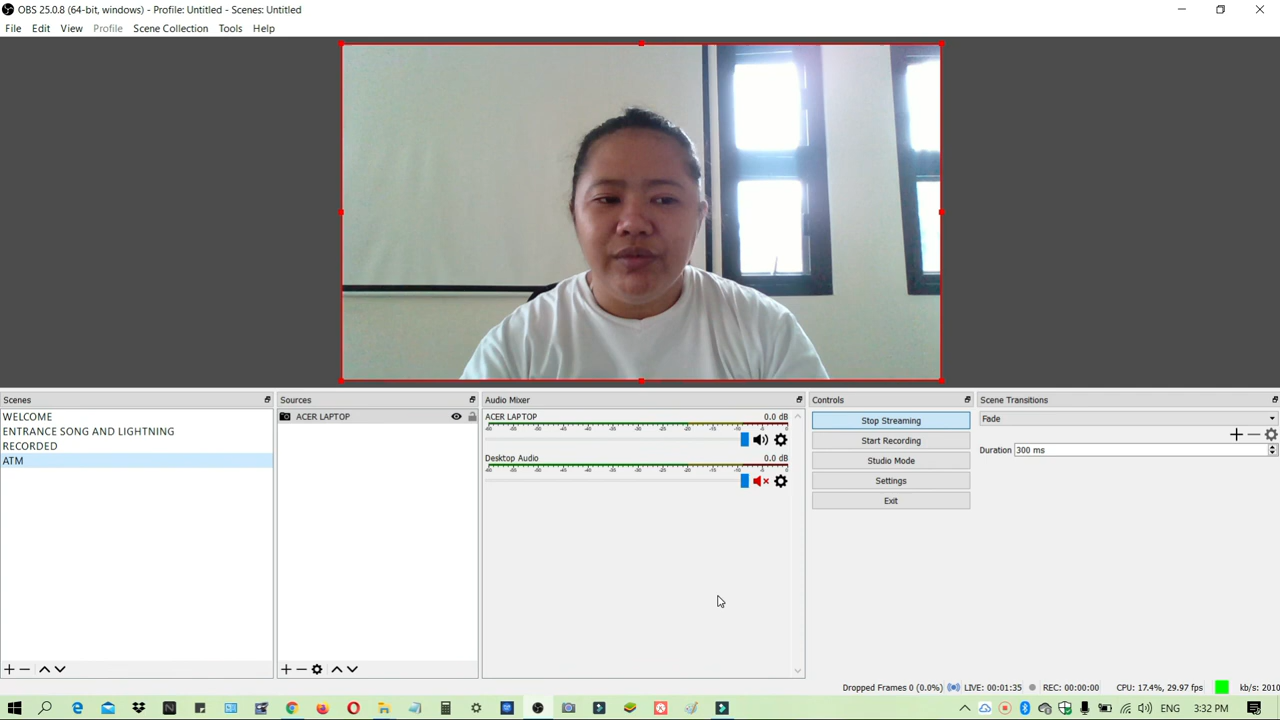 OBS 25.0.8 (64-bit, windows) - Profile: Untitled - Scenes: Untitled
File Edit View Profile Scene Collection Tools Help
Scenes
WELCOME
ENTRANCE SONG AND LIGHTNING
RECORDED
ATM
Sources
ACER LAPTOP
Audio Mixer
ACER LAPTOP 0.0 dB
Desktop Audio 0.0 dB
Controls
Stop Streaming
Start Recording
Studio Mode
Settings
Exit
Scene Transitions
Fade
Duration 300 ms
Dropped Frames 0 (0.0%) LIVE: 00:01:35 REC: 00:00:00 CPU: 17.4%, 29.97 fps kb/s: 2010
ENG 3:32 PM